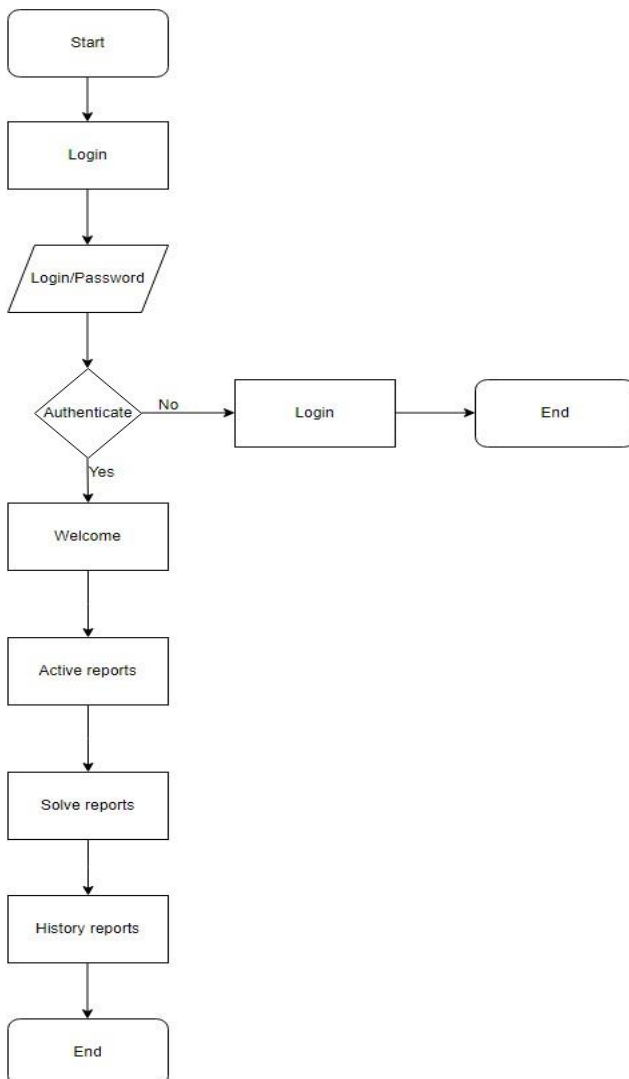 Start
Login
Login/Password
Authenticate
No
Login
End
Yes
Welcome
Active reports
Solve reports
History reports
End